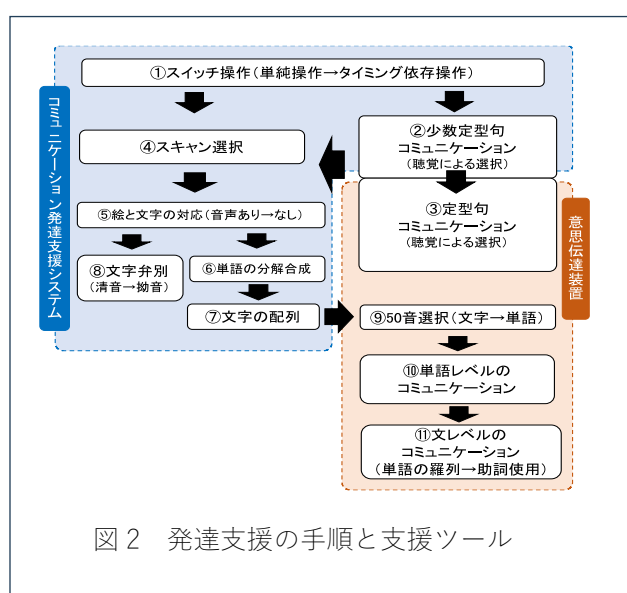 ①スイッチ操作(単純操作→タイミング依存操作)
コミュニケーション発達支援システム
②少数定型句
コミュニケーション
(聴覚による選択)
④スキャン選択
③定型句
コミュニケーション
(聴覚による選択)
意思伝達装置
⑤絵と文字の対応(音声あり→なし)
⑧文字弁別
(清音→拗音)
⑥単語の分解合成
⑦文字の配列
⑨50音選択(文字→単語)
⑩単語レベルの
コミュニケーション
⑪文レベルの
コミュニケーション
(単語の羅列→助詞使用)
図2 発達支援の手順と支援ツール